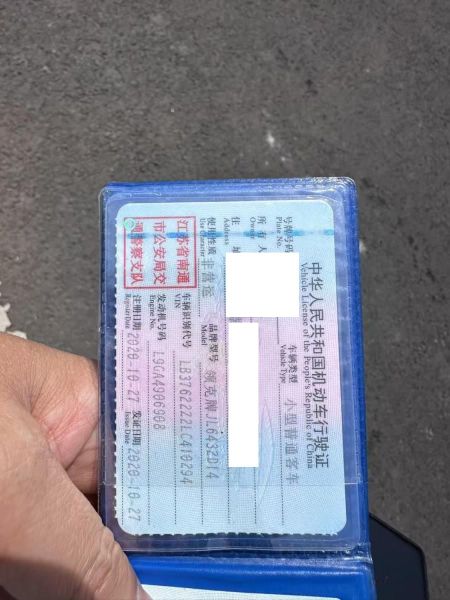 中华人民共和国机动车行驶证
Vehicle License of the People's Republic of China
号牌号码
Plate No.
车辆类型 小型普通客车
Vehicle Type
所有人
Owner
住址
Address
使用性质 非营运
Use Character
品牌型号 领克牌JL6432D14
Model
江苏省南通
市公安局交
通警察支队
车辆识别代号 LB37622Z1LC410294
VIN
发动机号码 L9GA4906908
Engine No.
注册日期 2020-10-27
Register Date
发证日期 2020-10-27
Issue Date